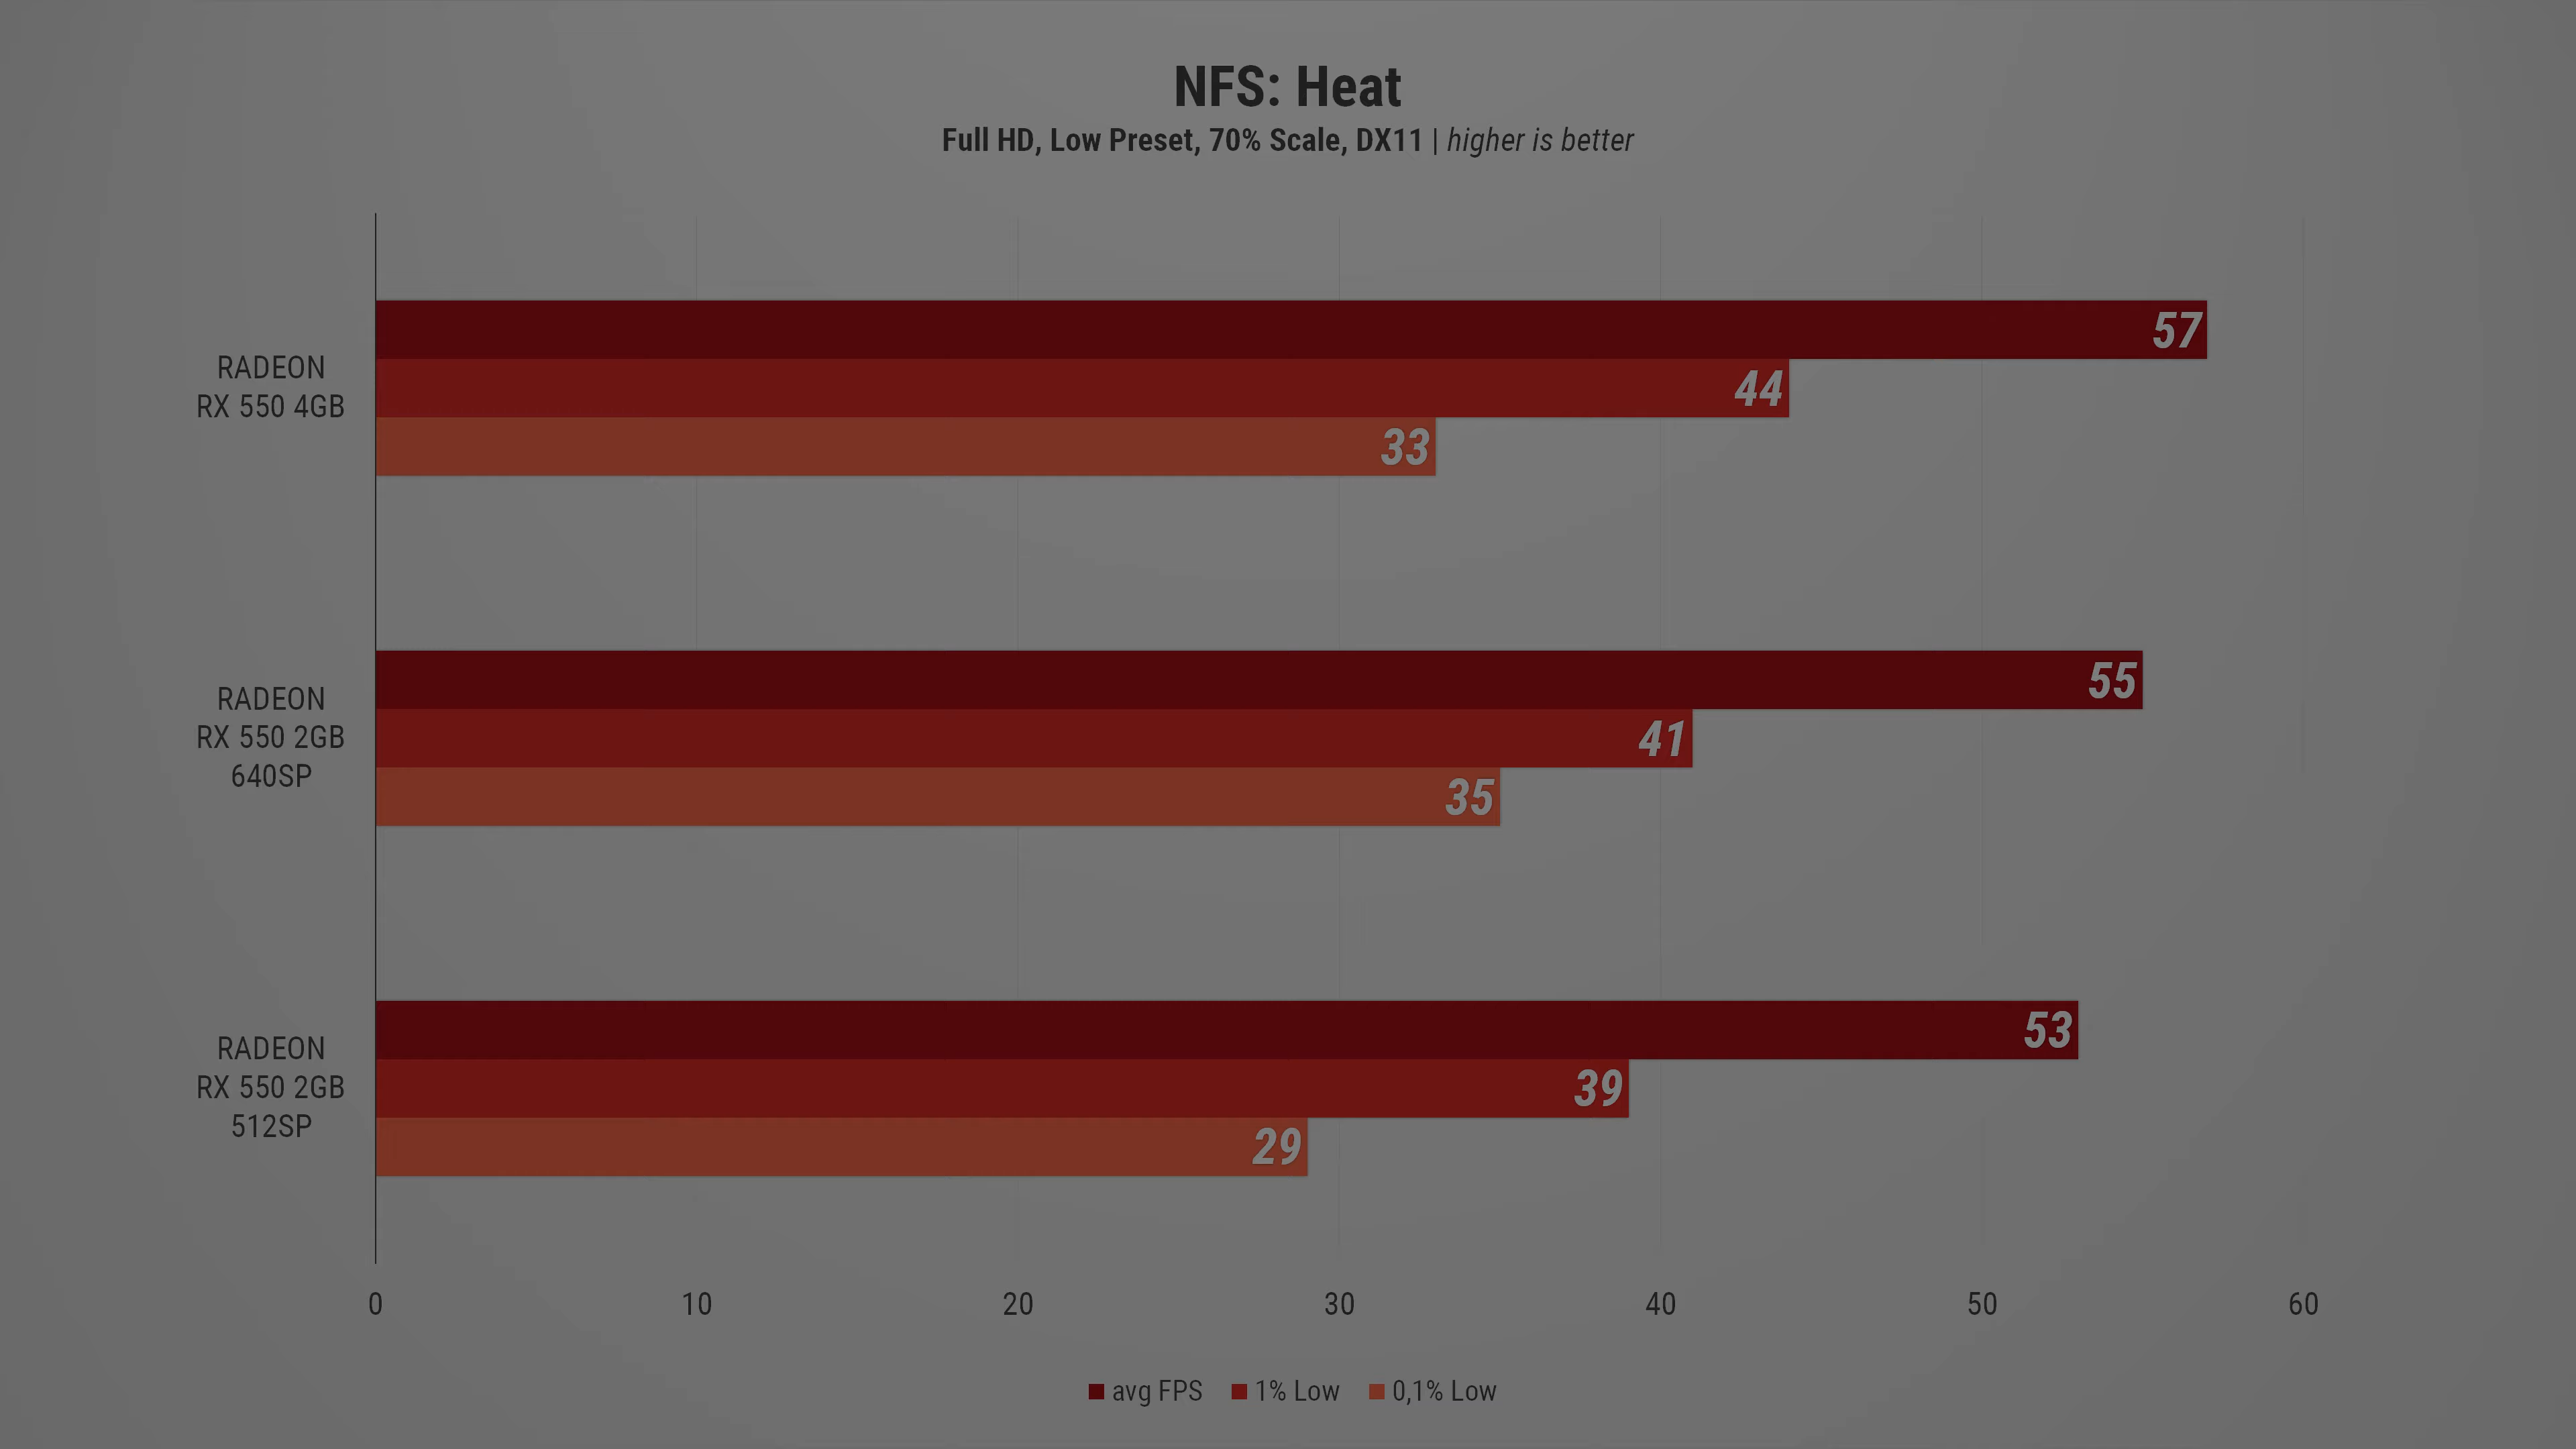 NFS: Heat
Full HD, Low Preset, 70% Scale, DX11 | higher is better
RADEON
RX 550 4GB
57
44
33
RADEON
RX 550 2GB
640SP
55
41
35
RADEON
RX 550 2GB
512SP
53
39
29
0 10 20 30 40 50 60
avg FPS 1% Low 0,1% Low